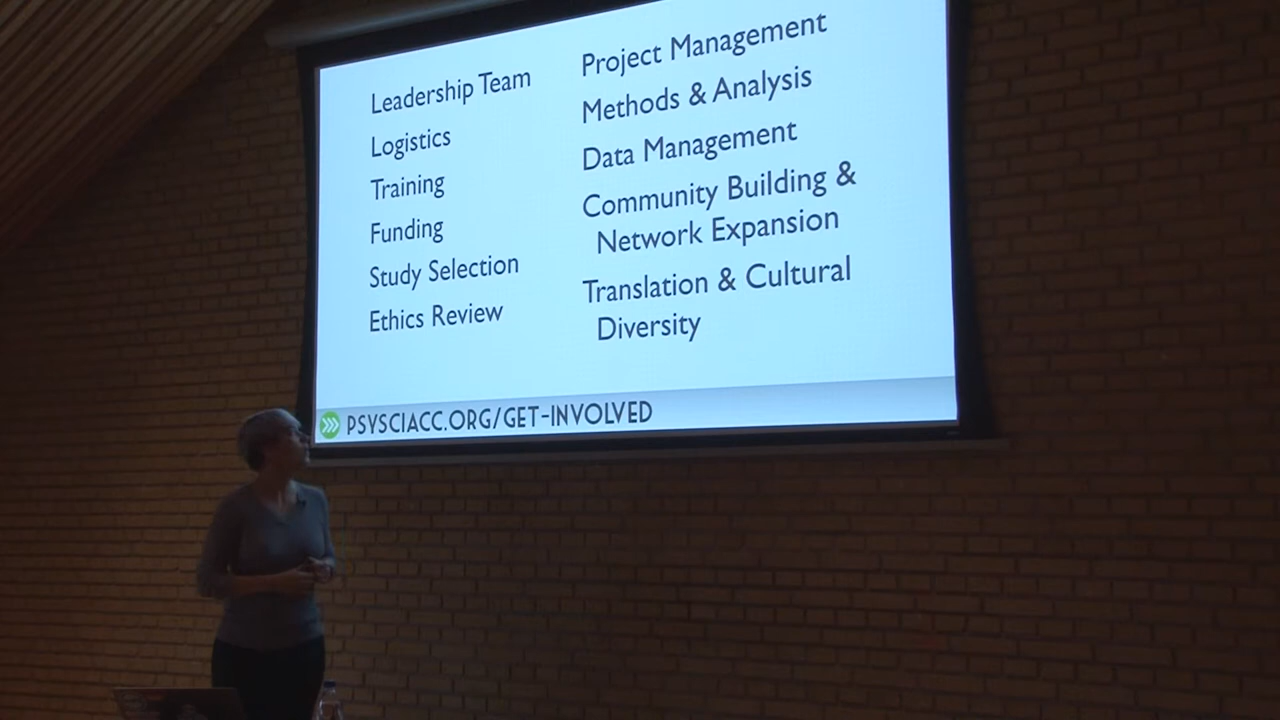 Leadership Team
Logistics
Training
Funding
Study Selection
Ethics Review
Project Management
Methods & Analysis
Data Management
Community Building &
Network Expansion
Translation & Cultural
Diversity
PSYSCIACC.ORG/GET-INVOLVED